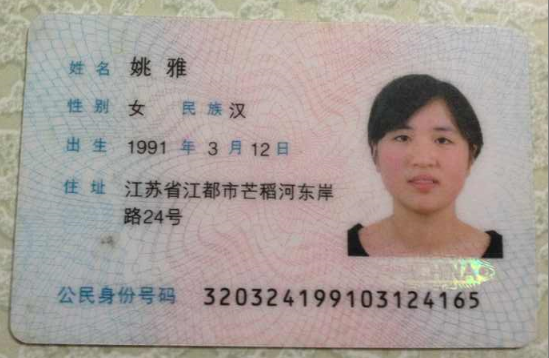 姓名 姚雅
性别 女 民族 汉
出生 1991 年 3 月 12 日
住址 江苏省江都市芒稻河东岸
路24号
CHINA
公民身份号码 320324199103124165